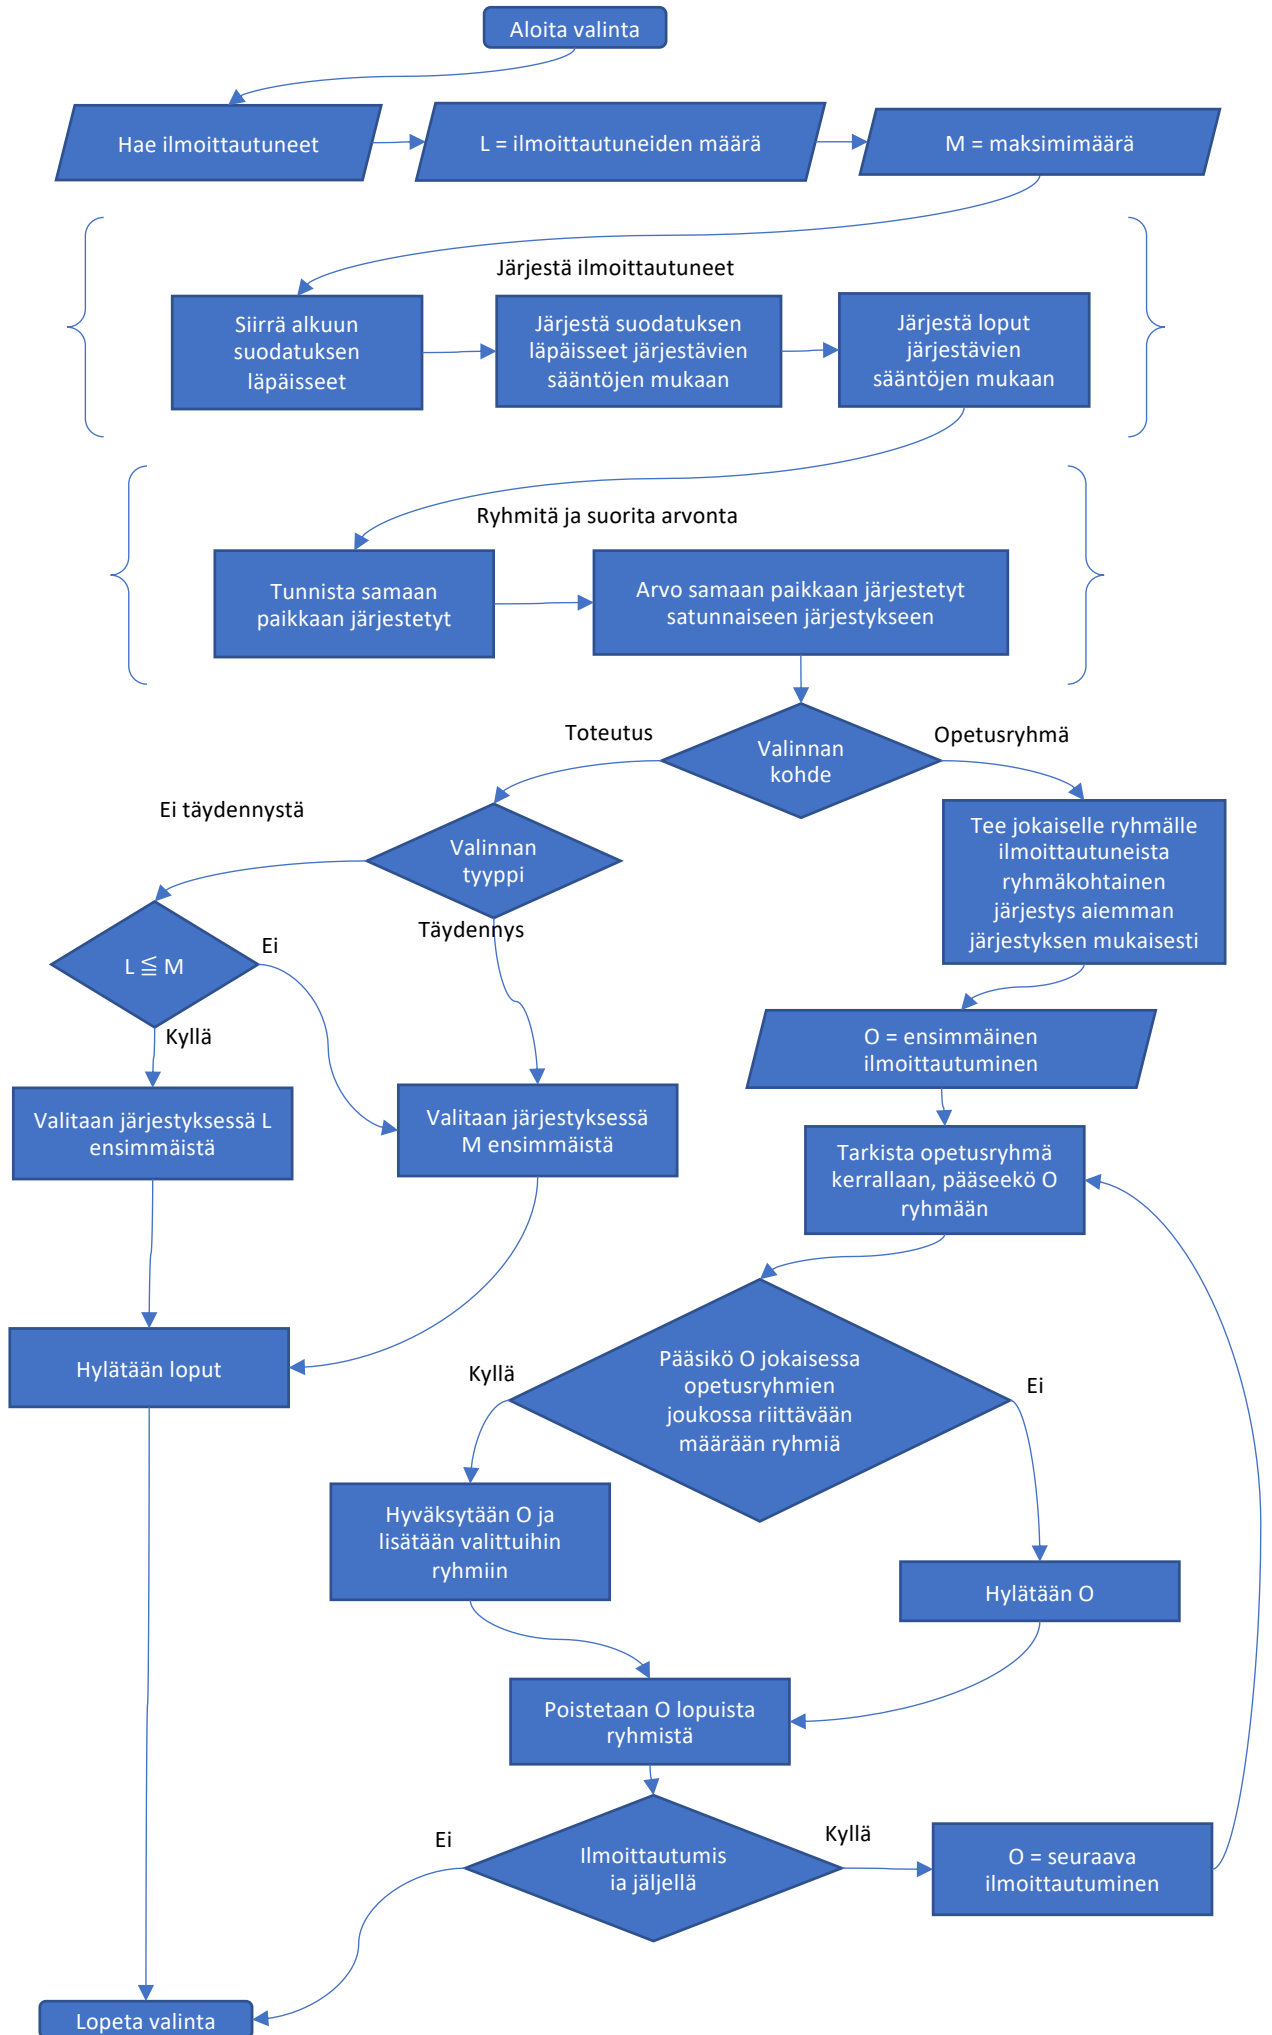 Aloita valinta
Hae ilmoittautuneet
L = ilmoittautuneiden määrä
M = maksimimäärä
Järjestä ilmoittautuneet
Siirrä alkuun
suodatuksen
läpäisseet
Järjestä suodatuksen
läpäisseet järjestävien
sääntöjen mukaan
Järjestä loput
järjestävien
sääntöjen mukaan
Ryhmitä ja suorita arvonta
Tunnista samaan
paikkaan järjestetyt
Arvo samaan paikkaan järjestetyt
satunnaiseen järjestykseen
Toteutus
Valinnan
kohde
Opetusryhmä
Ei täydennystä
Valinnan
tyyppi
Täydennys
Tee jokaiselle ryhmälle
ilmoittautuneista
ryhmäkohtainen
järjestys aiemman
järjestyksen mukaisesti
L ≦ M
Ei
Kyllä
O = ensimmäinen
ilmoittautuminen
Valitaan järjestyksessä L
ensimmäistä
Valitaan järjestyksessä
M ensimmäistä
Tarkista opetusryhmä
kerrallaan, pääseekö O
ryhmään
Hylätään loput
Kyllä
Pääsikö O jokaisessa
opetusryhmien
joukossa riittävään
määrään ryhmiä
Ei
Hyväksytään O ja
lisätään valittuihin
ryhmiin
Hylätään O
Poistetaan O lopuista
ryhmistä
Ei
Ilmoittautumis
ia jäljellä
Kyllä
O = seuraava
ilmoittautuminen
Lopeta valinta